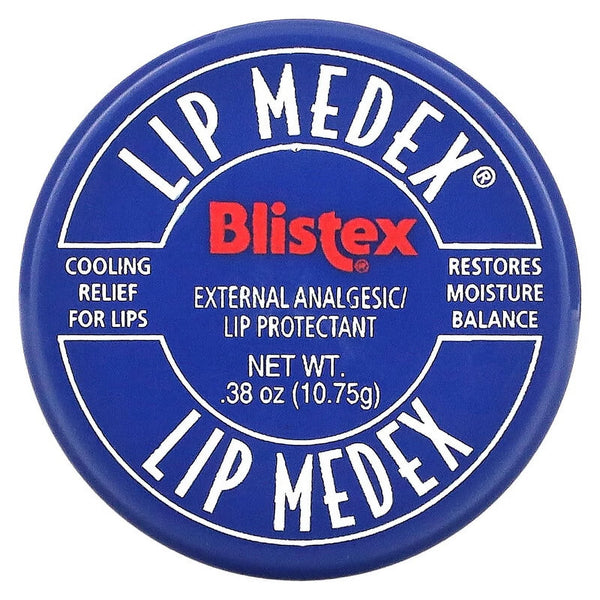 LIP MEDEX®
Blistex®
COOLING
RELIEF
FOR LIPS
EXTERNAL ANALGESIC/
LIP PROTECTANT
RESTORES
MOISTURE
BALANCE
NET WT.
.38 oz (10.75g)
LIP MEDEX